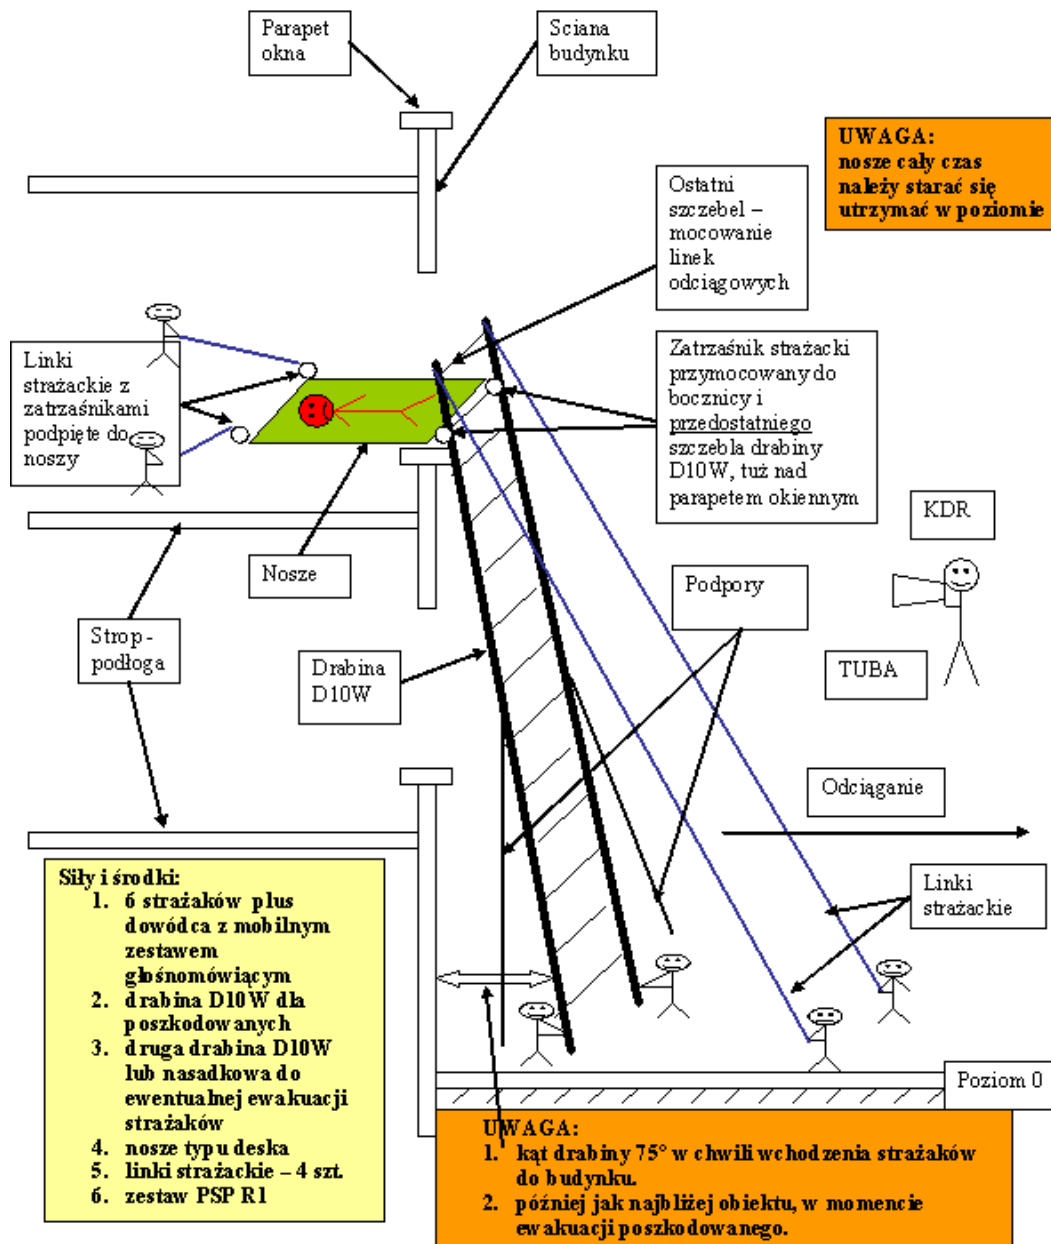 Parapet
okna
Sciana
budynku
UWAGA:
nosze cały czas
należy starać się
utrzymać w poziomie
Ostatni
szczebel –
mocowanie
linek
odciągowych
Linki
strażackie z
zatrzaśnikami
podpięte do
noszy
Zatrzaśnik strażacki
przymocowany do
bocznicy i
przedostatniego
szczebla drabiny
D10W, tuż nad
parapetem okiennym
KDR
Nosze
Podpory
Strop -
podłoga
Drabina
D10W
TUBA
Odciąganie
Siły i środki:
1. 6 strażaków plus
dowódca z mobilnym
zestawem
głośnomówiącym
2. drabina D10W dla
poszkodowanych
3. druga drabina D10W
lub nasadkowa do
ewentualnej ewakuacji
strażaków
4. nosze typu deska
5. linki strażackie – 4 szt.
6. zestaw PSP R1
Linki
strażackie
Poziom 0
UWAGA:
1. kąt drabiny 75° w chwili wchodzenia strażaków
do budynku.
2. później jak najbliżej obiektu, w momencie
ewakuacji poszkodowanego.